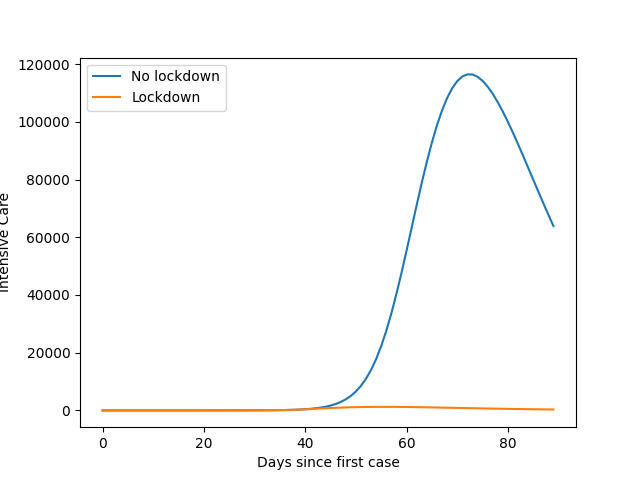 120000
100000
80000
60000
40000
20000
0
Intensive Care
No lockdown
Lockdown
0 20 40 60 80
Days since first case